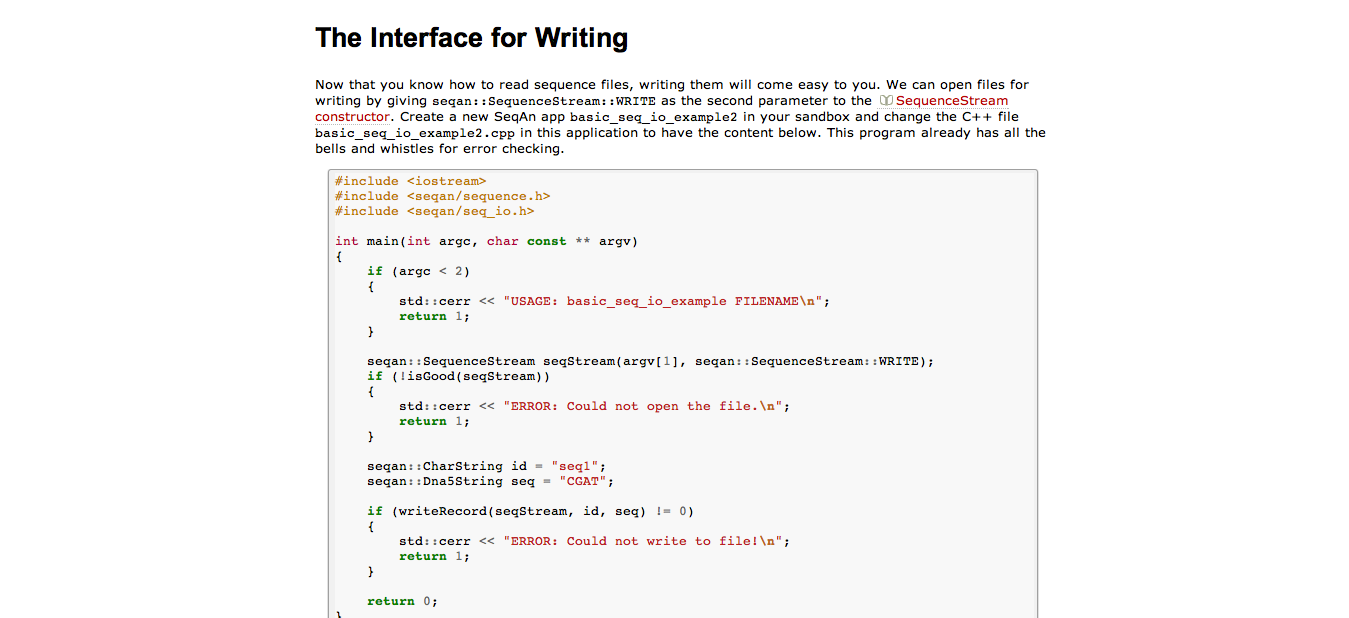 The Interface for Writing
Now that you know how to read sequence files, writing them will come easy to you. We can open files for
writing by giving seqan::SequenceStream::WRITE as the second parameter to the SequenceStream
constructor. Create a new SeqAn app basic_seq_io_example2 in your sandbox and change the C++ file
basic_seq_io_example2.cpp in this application to have the content below. This program already has all the
bells and whistles for error checking.
#include <iostream>
#include <seqan/sequence.h>
#include <seqan/seq_io.h>
int main(int argc, char const ** argv)
{
    if (argc < 2)
    {
        std::cerr << "USAGE: basic_seq_io_example FILENAME\n";
        return 1;
    }
    seqan::SequenceStream seqStream(argv[1], seqan::SequenceStream::WRITE);
    if (!isGood(seqStream))
    {
        std::cerr << "ERROR: Could not open the file.\n";
        return 1;
    }
    seqan::CharString id = "seq1";
    seqan::Dna5String seq = "CGAT";
    if (writeRecord(seqStream, id, seq) != 0)
    {
        std::cerr << "ERROR: Could not write to file!\n";
        return 1;
    }
    return 0;
}